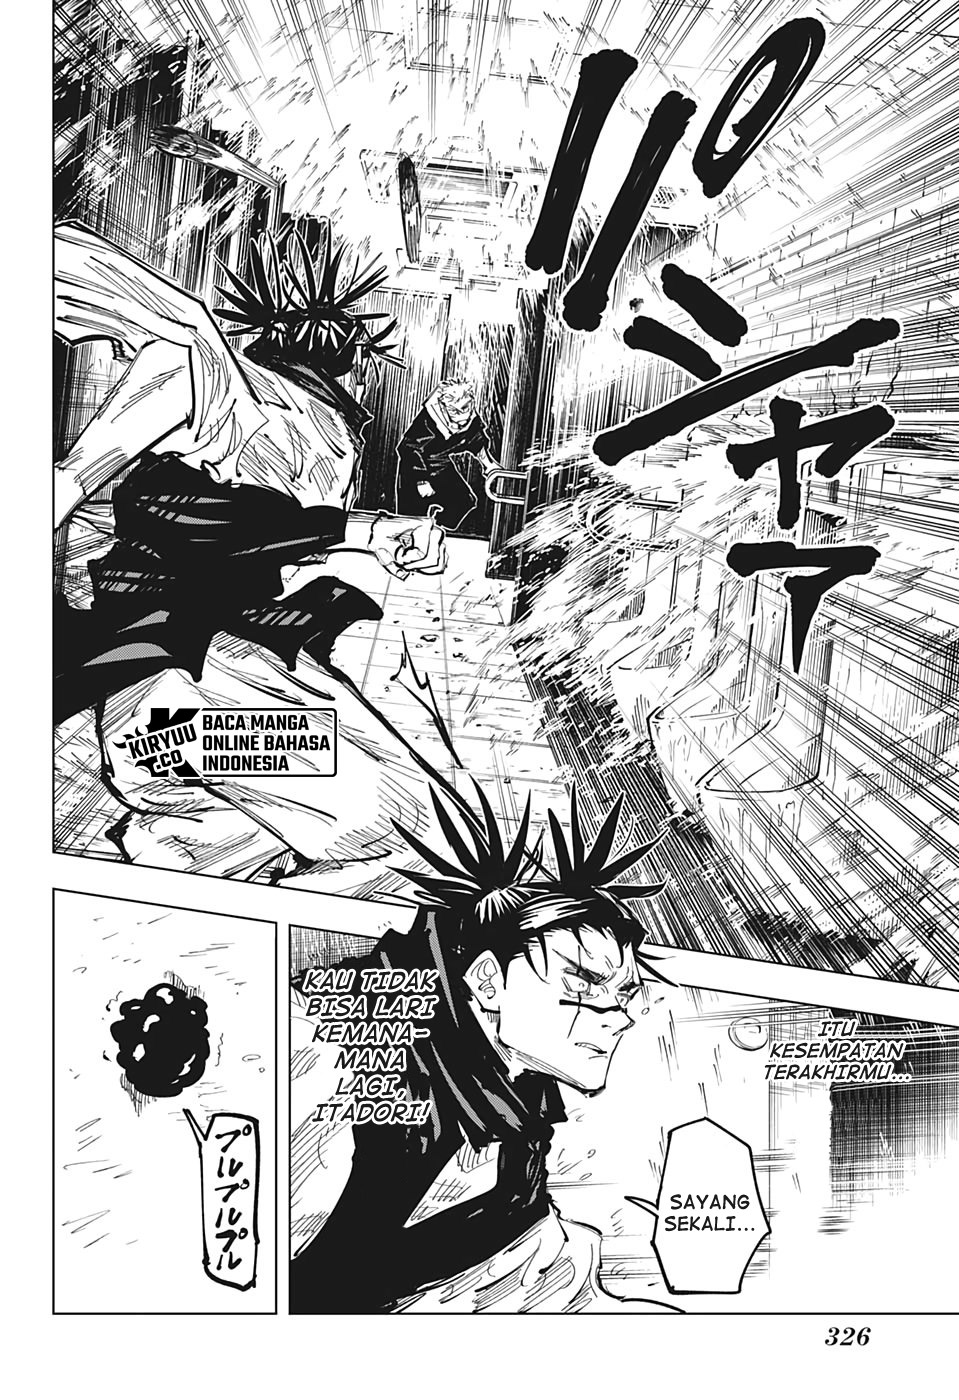 パシャァ
KIRYUU
.CO
BACA MANGA
ONLINE BAHASA
INDONESIA
ITU
KESEMPATAN
TERAKHIRMU...
SAYANG
SEKALI...
KAU TIDAK
BISA LARI
KEMANA-
MANA
LAGI,
ITADORI!
プルプルプル
326